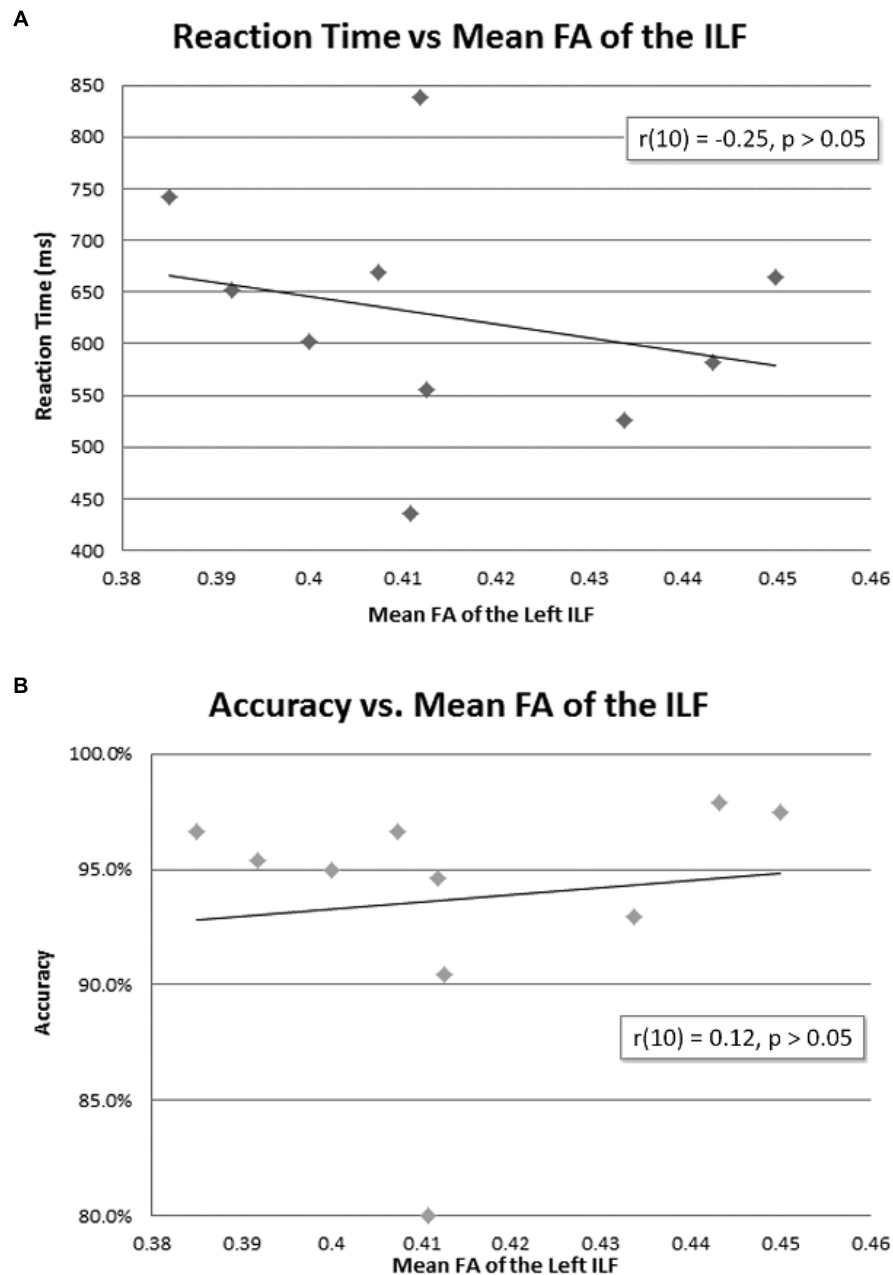 A
Reaction Time vs Mean FA of the ILF
850
800
750
700
650
600
550
500
450
400
Reaction Time (ms)
r(10) = -0.25, p > 0.05
0.38 0.39 0.4 0.41 0.42 0.43 0.44 0.45 0.46
Mean FA of the Left ILF
B
Accuracy vs. Mean FA of the ILF
100.0%
95.0%
90.0%
85.0%
80.0%
Accuracy
r(10) = 0.12, p > 0.05
0.38 0.39 0.4 0.41 0.42 0.43 0.44 0.45 0.46
Mean FA of the Left ILF